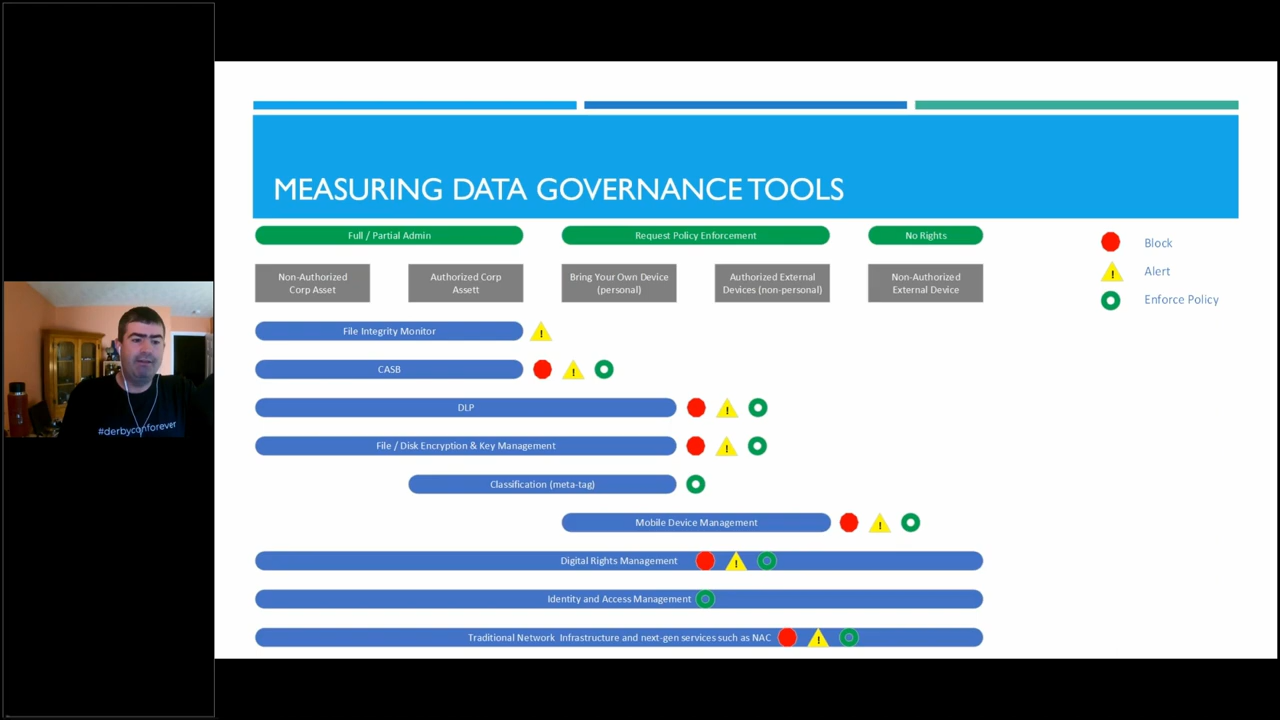 MEASURING DATA GOVERNANCE TOOLS
Full / Partial Admin
Request Policy Enforcement
No Rights
Non-Authorized
Corp Asset
Authorized Corp
Assett
Bring Your Own Device
(personal)
Authorized External
Devices (non-personal)
Non-Authorized
External Device
Block
Alert
Enforce Policy
File Integrity Monitor
!
CASB
!
DLP
!
File / Disk Encryption & Key Management
!
Classification (meta-tag)
Mobile Device Management
!
Digital Rights Management
!
Identity and Access Management
Traditional Network Infrastructure and next-gen services such as NAC
!
!
#derbyconforever